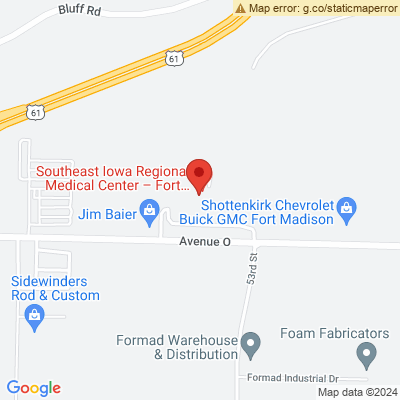 Bluff Rd
Map error: g.co/staticmaperror
61
61
Southeast Iowa Regional
Medical Center – Fort...
Jim Baier
Shottenkirk Chevrolet
Buick GMC Fort Madison
Avenue O
53rd St
Sidewinders
Rod & Custom
Formad Warehouse
& Distribution
Foam Fabricators
Formad Industrial Dr
Google
Map data ©2024